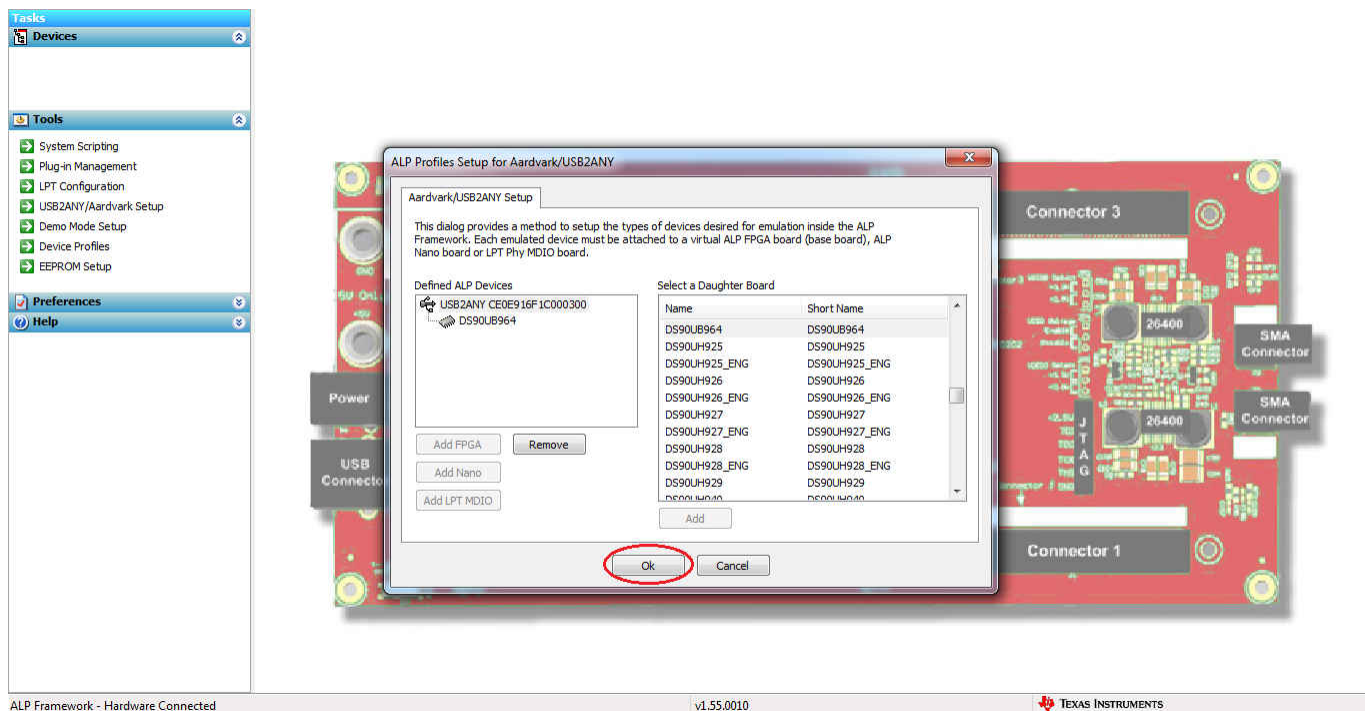 Tasks
Devices
Tools
System Scripting
Plug-in Management
LPT Configuration
USB2ANY/Aardvark Setup
Demo Mode Setup
Device Profiles
EEPROM Setup
Preferences
Help
ALP Profiles Setup for Aardvark/USB2ANY
Aardvark/USB2ANY Setup
This dialog provides a method to setup the types of devices desired for emulation inside the ALP
Framework. Each emulated device must be attached to a virtual ALP FPGA board (base board), ALP
Nano board or LPT Phy MDIO board.
Defined ALP Devices
USB2ANY CE0E916F1C000300
DS90UB964
Add FPGA
Remove
Add Nano
Add LPT MDIO
Select a Daughter Board
Name Short Name
DS90UB964 DS90UB964
DS90UH925 DS90UH925
DS90UH925_ENG DS90UH925_ENG
DS90UH926 DS90UH926
DS90UH926_ENG DS90UH926_ENG
DS90UH927 DS90UH927
DS90UH927_ENG DS90UH927_ENG
DS90UH928 DS90UH928
DS90UH928_ENG DS90UH928_ENG
DS90UH929 DS90UH929
DS90UH940 DS90UH940
Add
Ok
Cancel
Power
USB
Connecto
Connector 3
26400
26400
SMA
Connector
SMA
Connector
JTAG
Connector 1
ALP Framework - Hardware Connected
v1.55.0010
TEXAS INSTRUMENTS